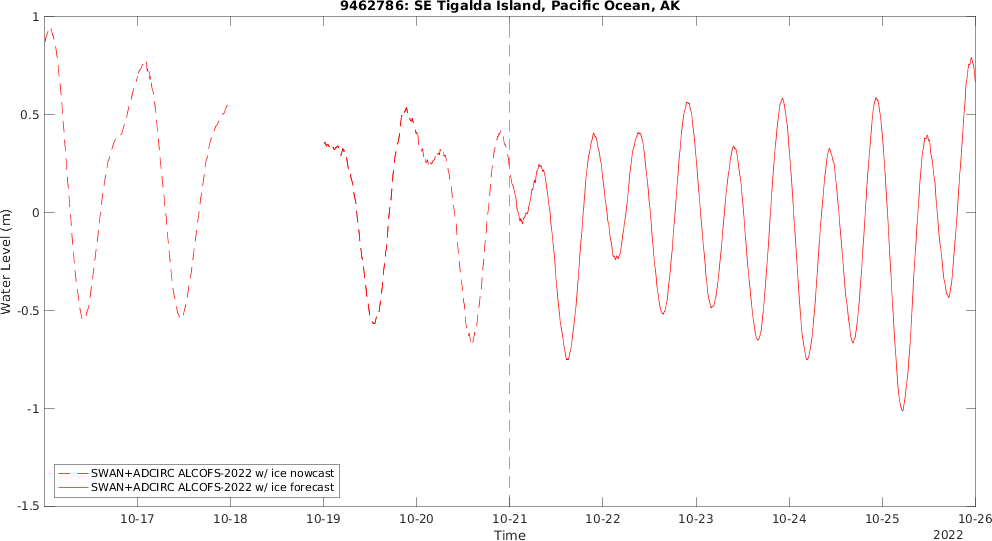 9462786: SE Tigalda Island, Pacific Ocean, AK
Water Level (m)
1
0.5
0
-0.5
-1
-1.5
SWAN+ADCIRC ALCOFS-2022 w/ ice nowcast
SWAN+ADCIRC ALCOFS-2022 w/ ice forecast
10-17 10-18 10-19 10-20 10-21 10-22 10-23 10-24 10-25 10-26
Time
2022